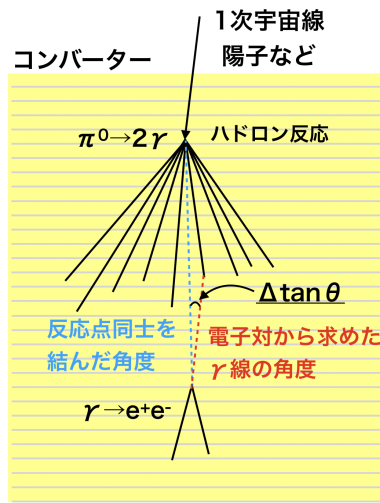 1次宇宙線
陽子など
コンバーター
π⁰→2γ
ハドロン反応
Δtanθ
反応点同士を
結んだ角度
電子対から求めた
γ線の角度
γ→e⁺e⁻